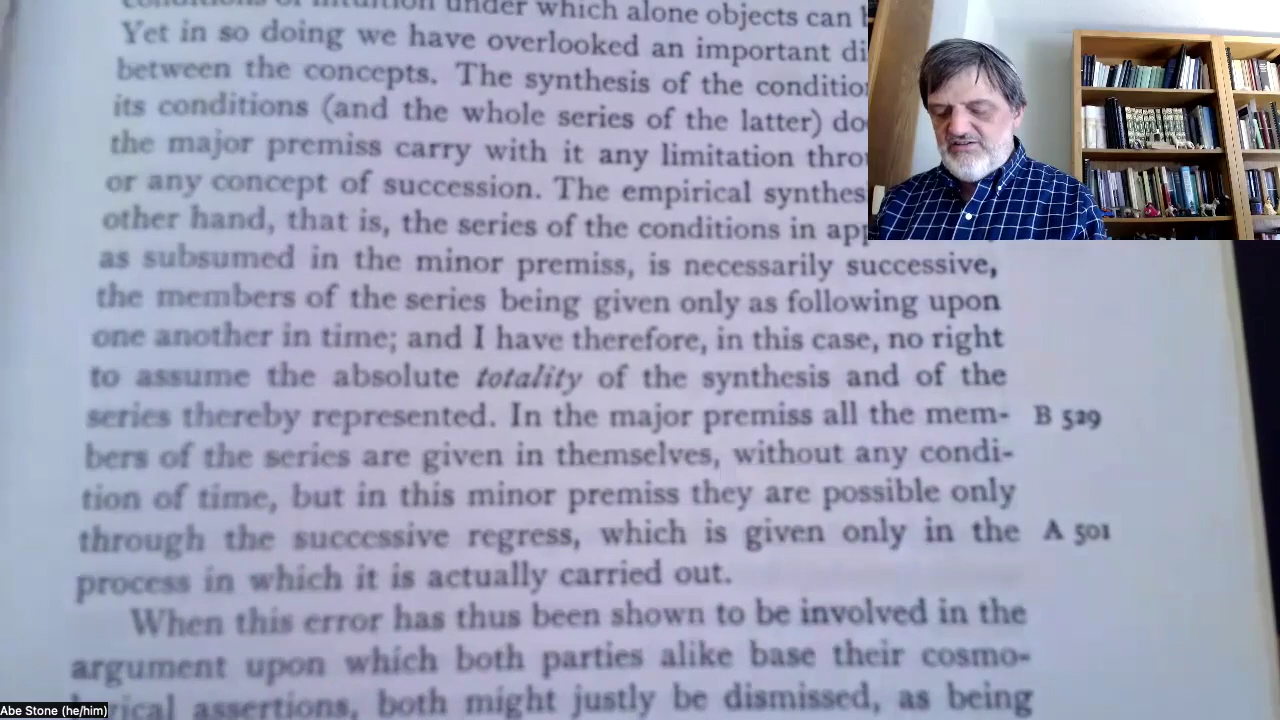 conditions of intuition under which alone objects can
Yet in so doing we have overlooked an important
between the concepts. The synthesis of the
its conditions (and the whole series of the latter)
the major premiss carry with it any limitation
or any concept of succession. The empirical
other hand, that is, the series of the conditions in
as subsumed in the minor premiss, is necessarily successive,
the members of the series being given only as following upon
one another in time; and I have therefore, in this case, no right
to assume the absolute totality of the synthesis and of the
series thereby represented. In the major premiss all the mem- B 529
bers of the series are given in themselves, without any condi-
tion of time, but in this minor premiss they are possible only
through the successive regress, which is given only in the A 501
process in which it is actually carried out.
When this error has thus been shown to be involved in the
argument upon which both parties alike base their cosmo-
assertions, both might justly be dismissed, as being
Abe Stone (he/him)